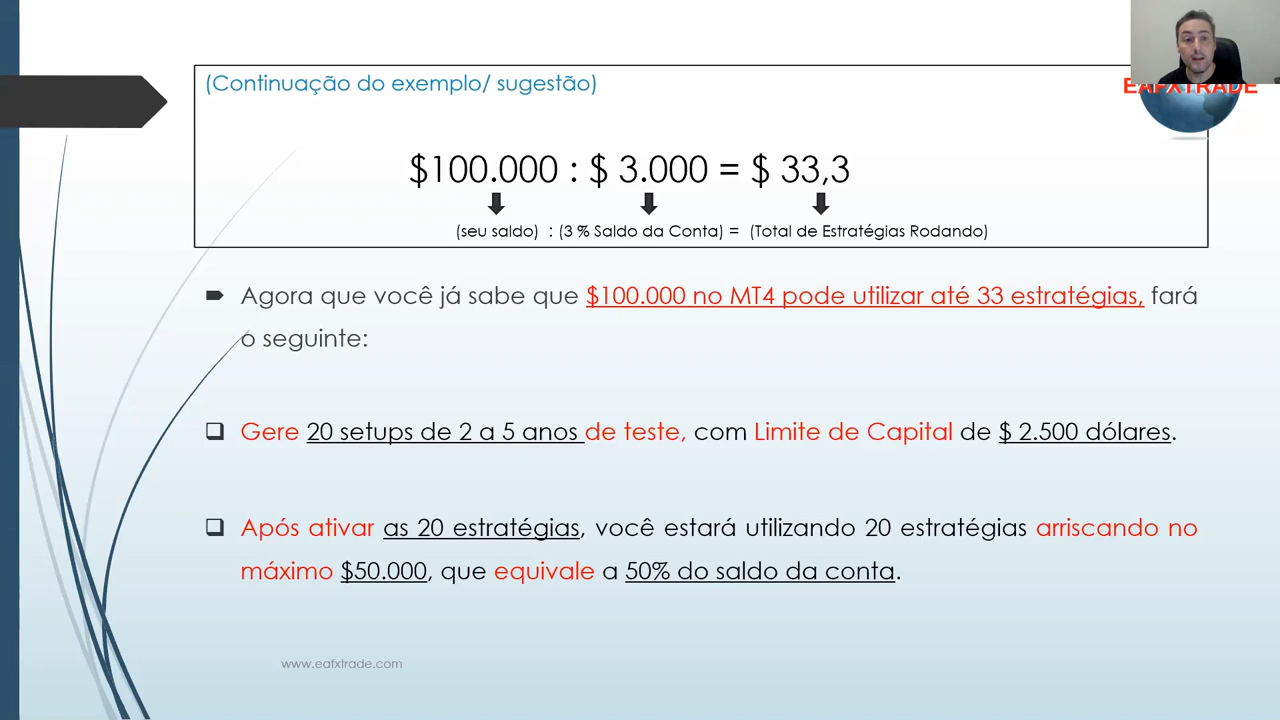 (Continuação do exemplo/ sugestão)
EAFXTRADE
$100.000 : $ 3.000 = $ 33,3
(seu saldo) : (3 % Saldo da Conta) = (Total de Estratégias Rodando)
Agora que você já sabe que $100.000 no MT4 pode utilizar até 33 estratégias, fará
o seguinte:
Gere 20 setups de 2 a 5 anos de teste, com Limite de Capital de $ 2.500 dólares.
Após ativar as 20 estratégias, você estará utilizando 20 estratégias arriscando no
máximo $50.000, que equivale a 50% do saldo da conta.
www.eafxtrade.com